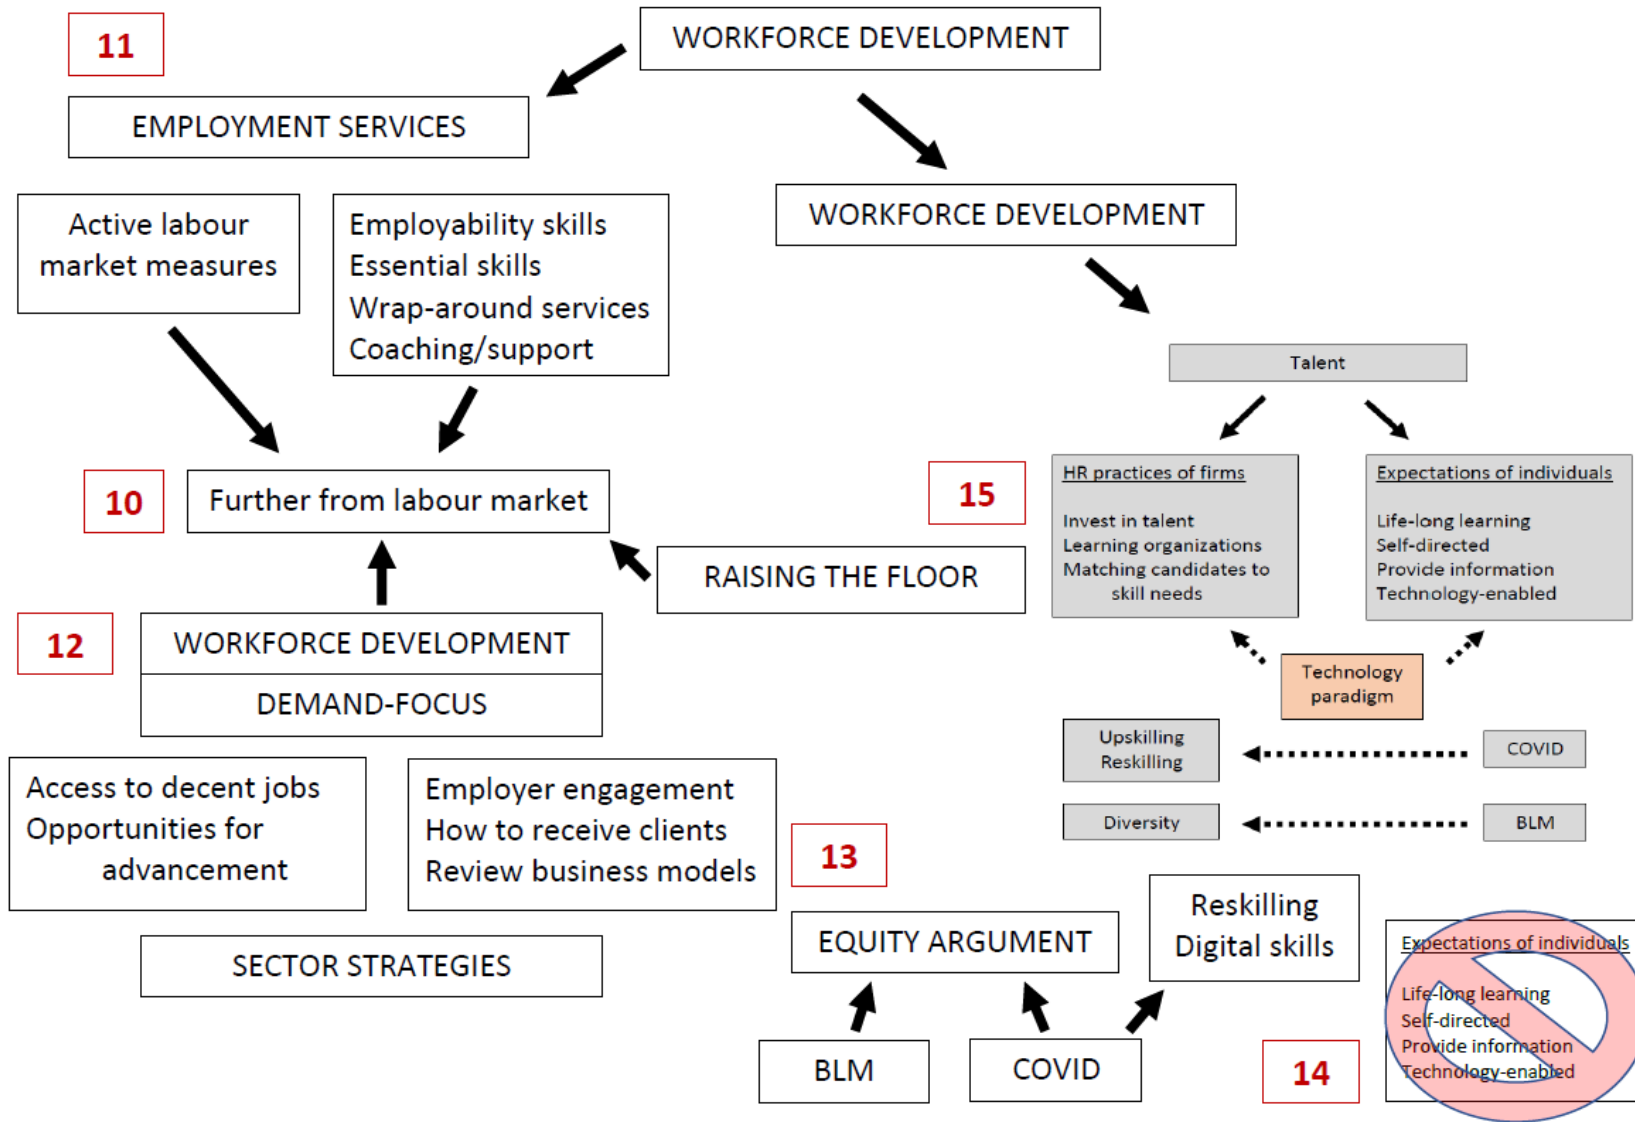 11
WORKFORCE DEVELOPMENT
EMPLOYMENT SERVICES
Active labour
market measures
Employability skills
Essential skills
Wrap-around services
Coaching/support
WORKFORCE DEVELOPMENT
Talent
10
Further from labour market
15
HR practices of firms
Invest in talent
Learning organizations
Matching candidates to
skill needs
Expectations of individuals
Life-long learning
Self-directed
Provide information
Technology-enabled
RAISING THE FLOOR
12
WORKFORCE DEVELOPMENT
DEMAND-FOCUS
Technology
paradigm
Upskilling
Reskilling
COVID
Diversity
BLM
Access to decent jobs
Opportunities for
advancement
Employer engagement
How to receive clients
Review business models
13
SECTOR STRATEGIES
EQUITY ARGUMENT
Reskilling
Digital skills
BLM
COVID
14
Expectations of individuals
Life-long learning
Self-directed
Provide information
Technology-enabled